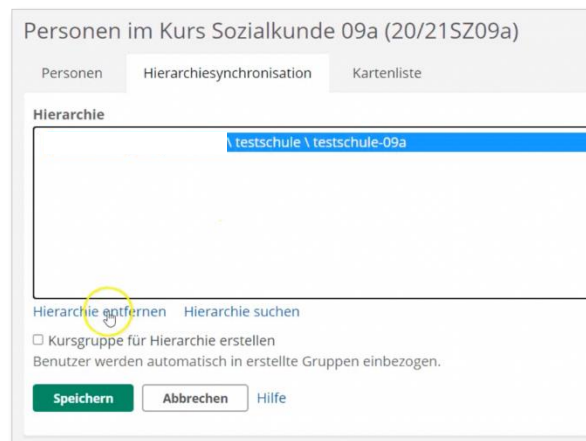 Personen im Kurs Sozialkunde 09a (20/21SZ09a)
Personen Hierarchiesynchronisation Kartenliste
Hierarchie
\ testschule \ testschule-09a
Hierarchie entfernen Hierarchie suchen
Kursgruppe für Hierarchie erstellen
Benutzer werden automatisch in erstellte Gruppen einbezogen.
Speichern Abbrechen Hilfe